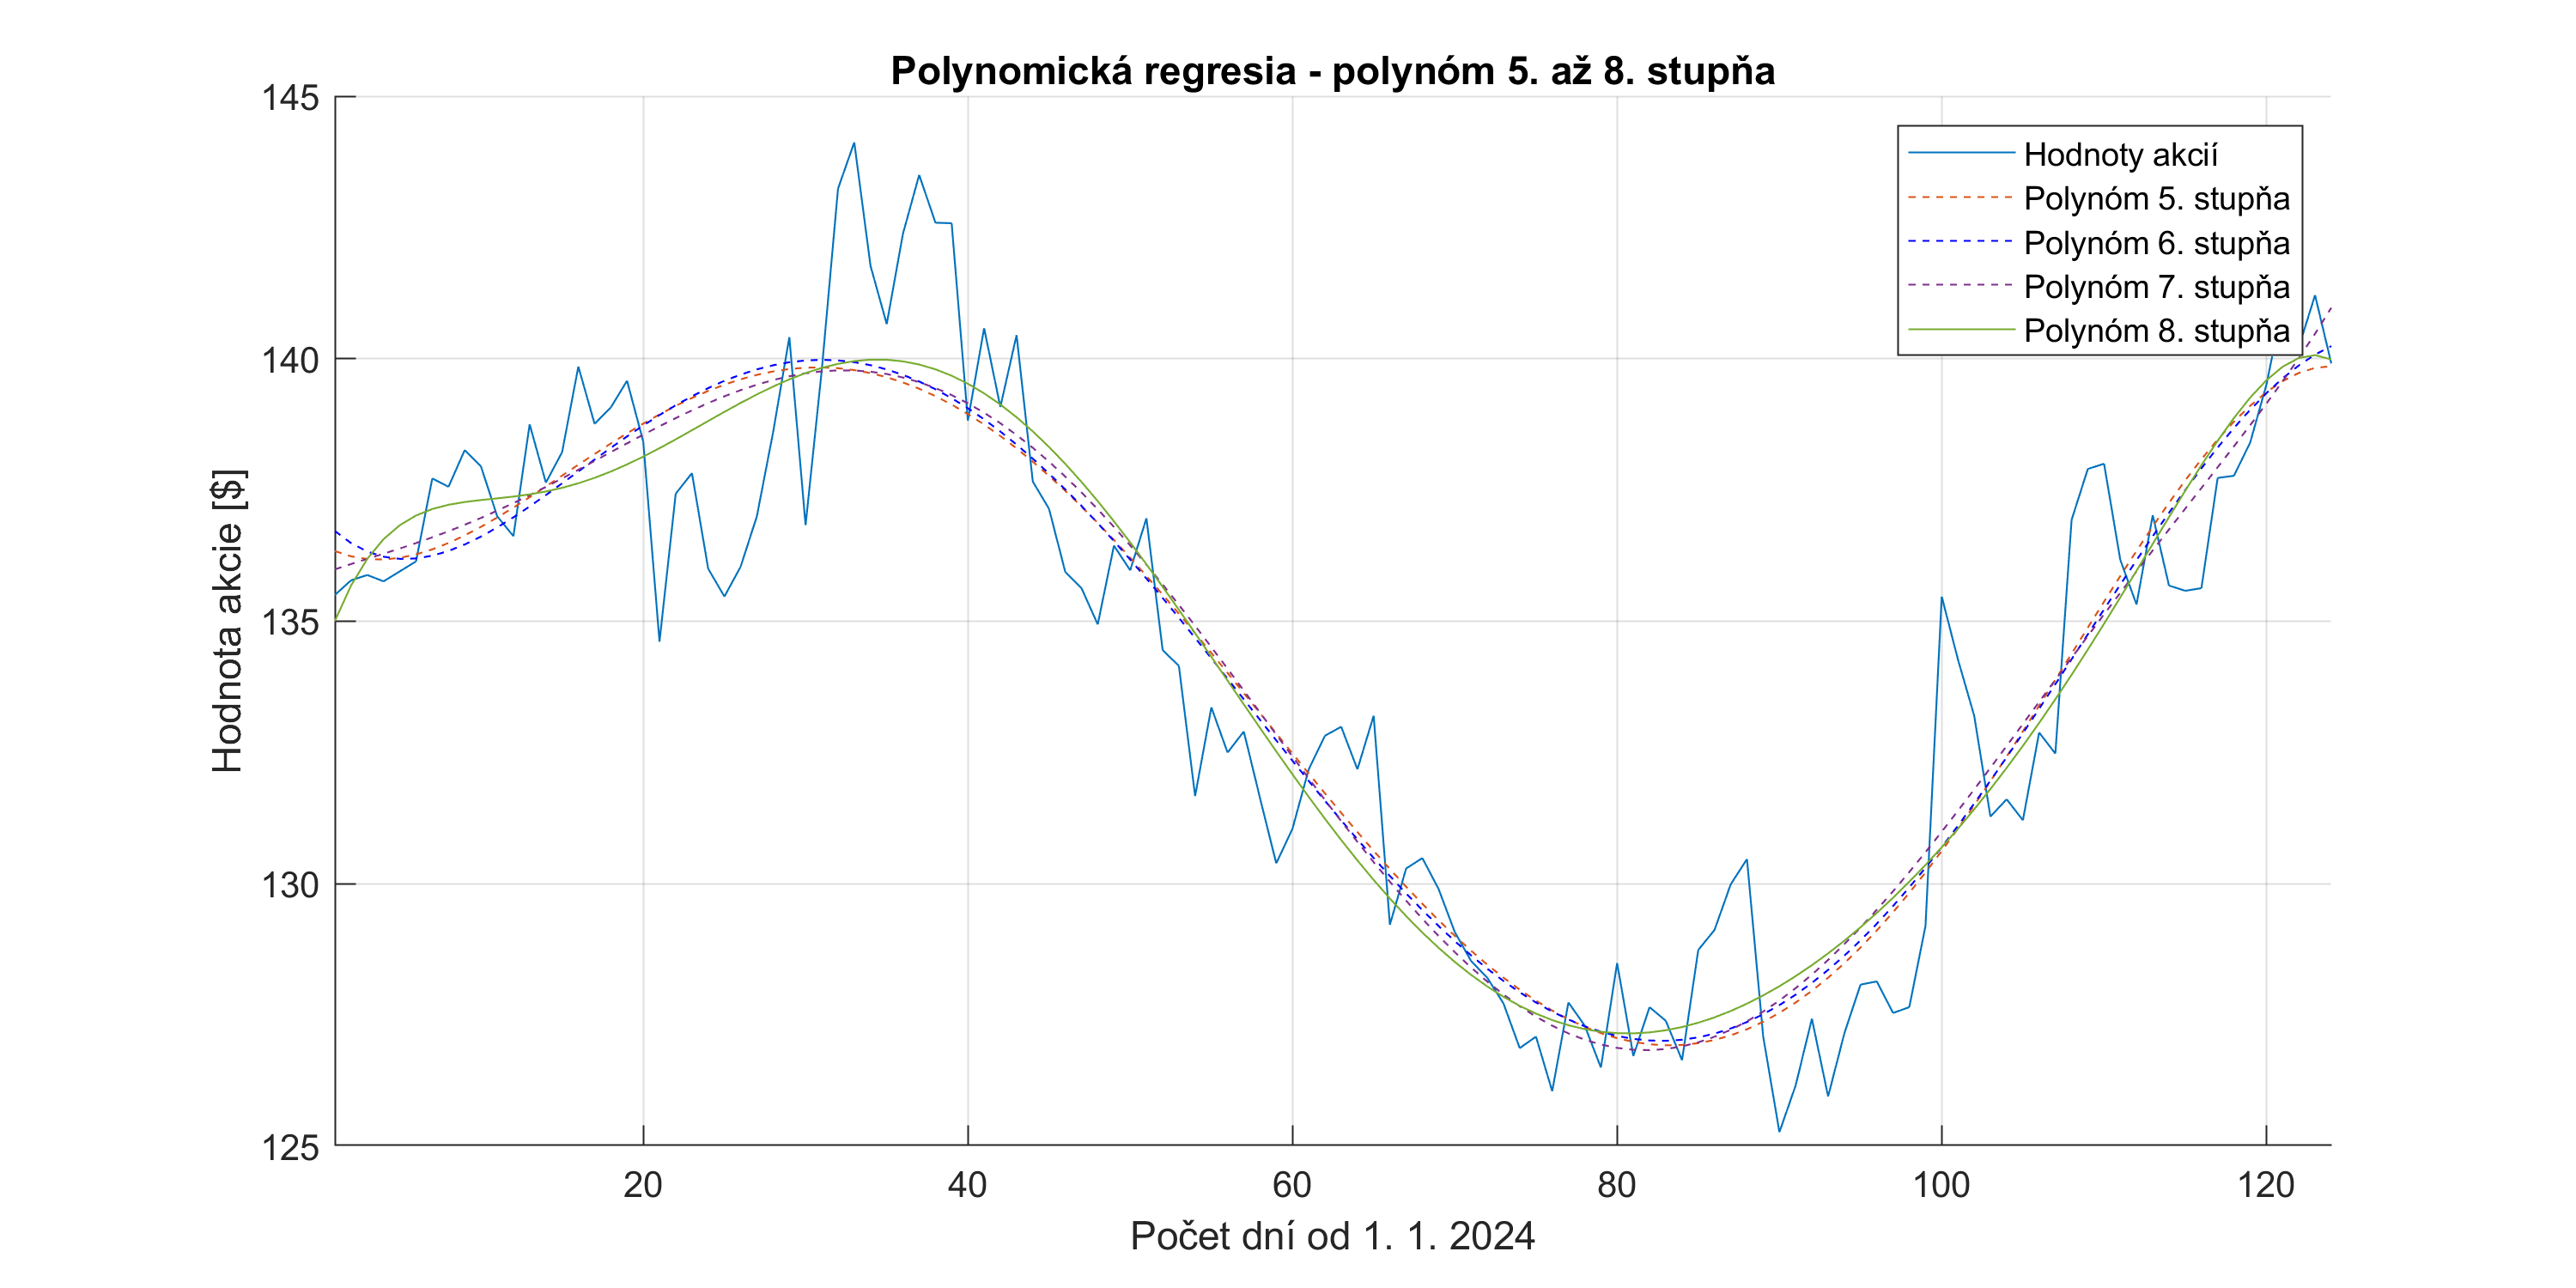 Polynomická regresia - polynóm 5. až 8. stupňa
145
140
135
130
125
Hodnota akcie [$]
Hodnoty akcií
Polynóm 5. stupňa
Polynóm 6. stupňa
Polynóm 7. stupňa
Polynóm 8. stupňa
20 40 60 80 100 120
Počet dní od 1. 1. 2024